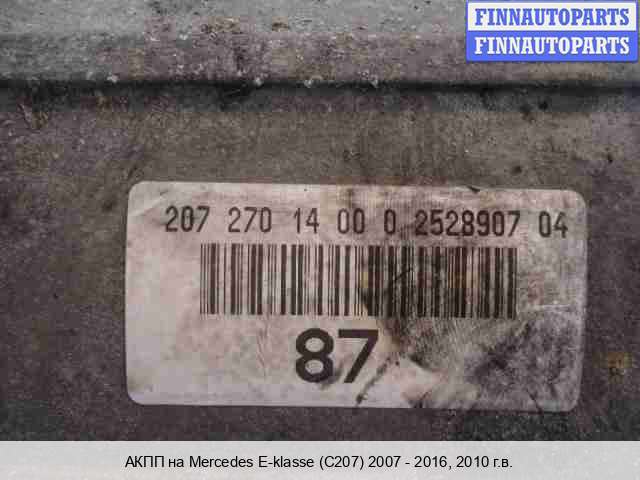 FINNAUTOPARTS
FINNAUTOPARTS
207 270 14 00 0 2528907 04
87
АКПП на Mercedes E-klasse (C207) 2007 - 2016, 2010 г.в.